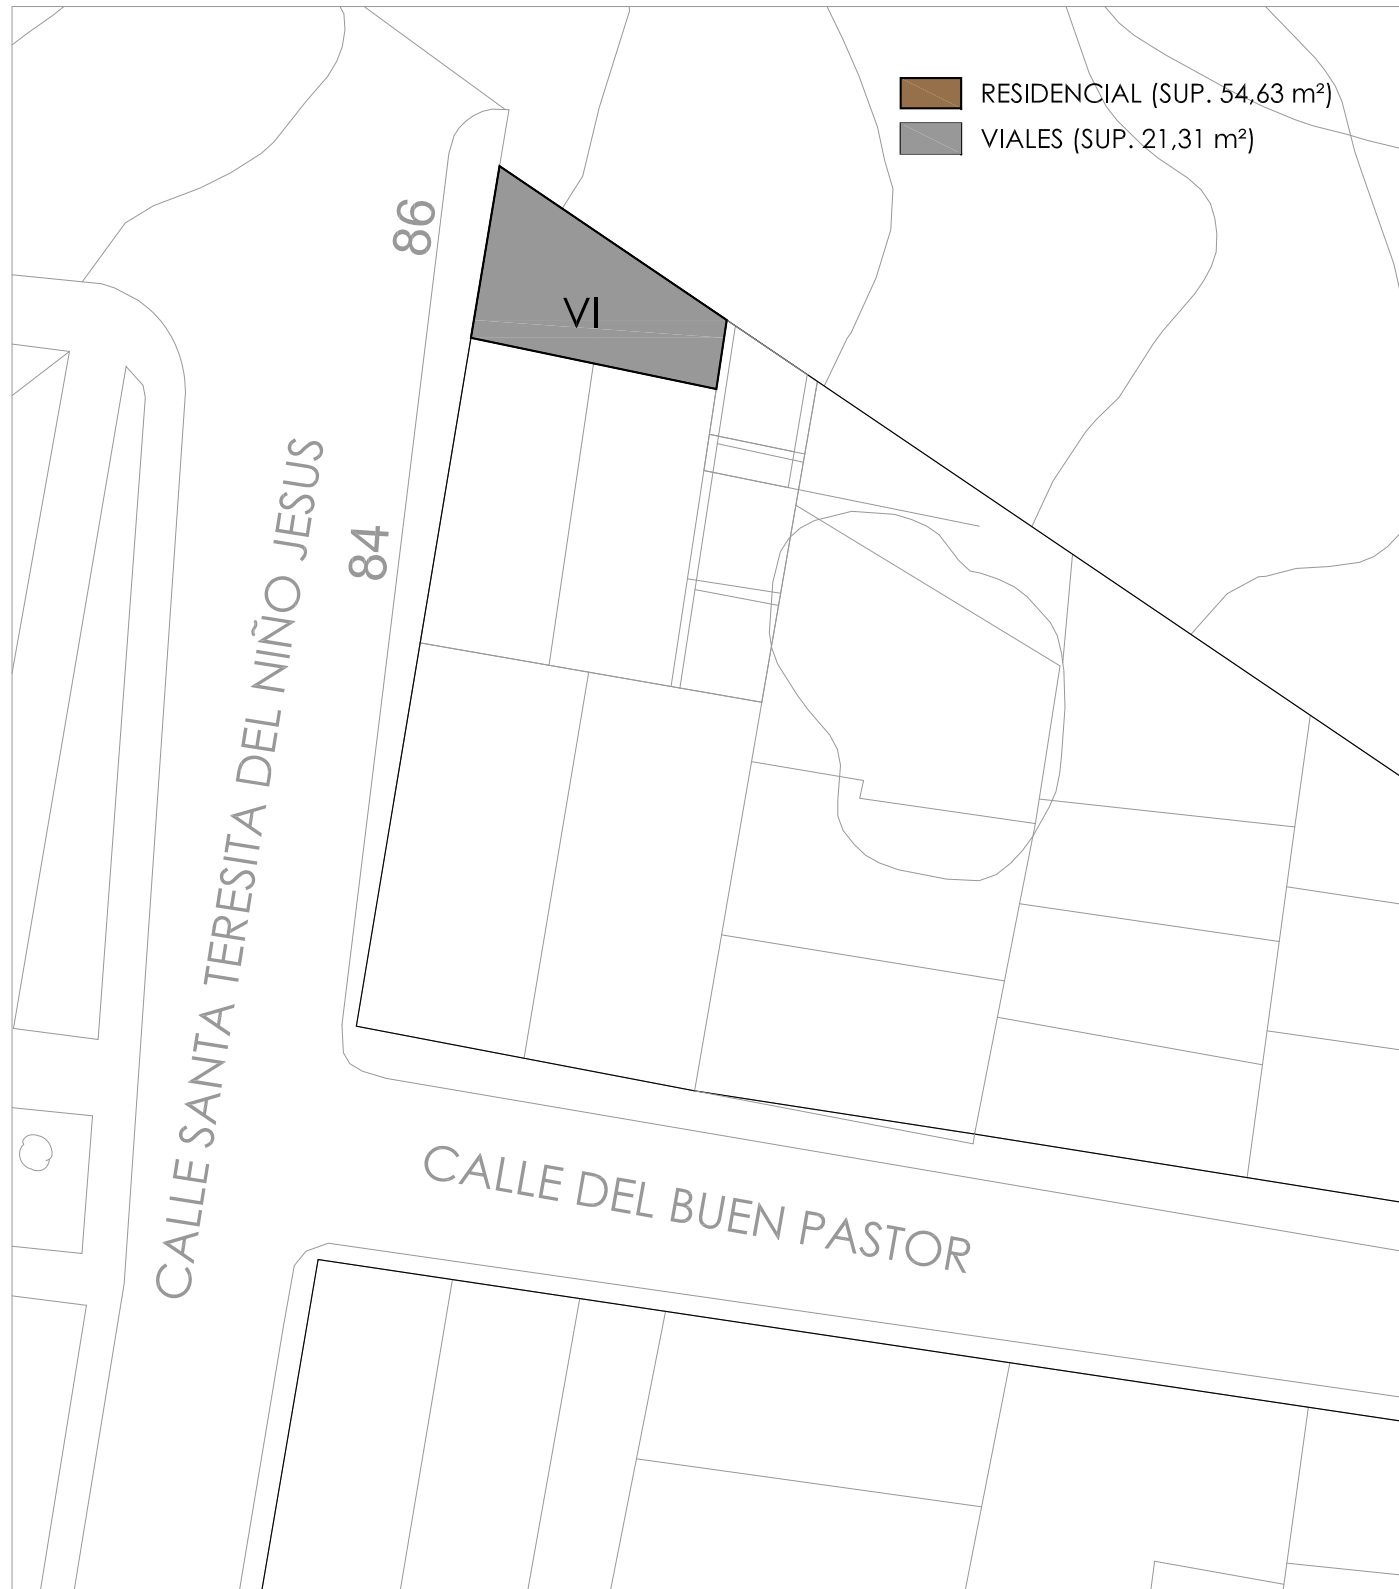 RESIDENCIAL (SUP. 54,63 m²)
VIALES (SUP. 21,31 m²)
86
VI
84
CALLE SANTA TERESITA DEL NIÑO JESUS
CALLE DEL BUEN PASTOR